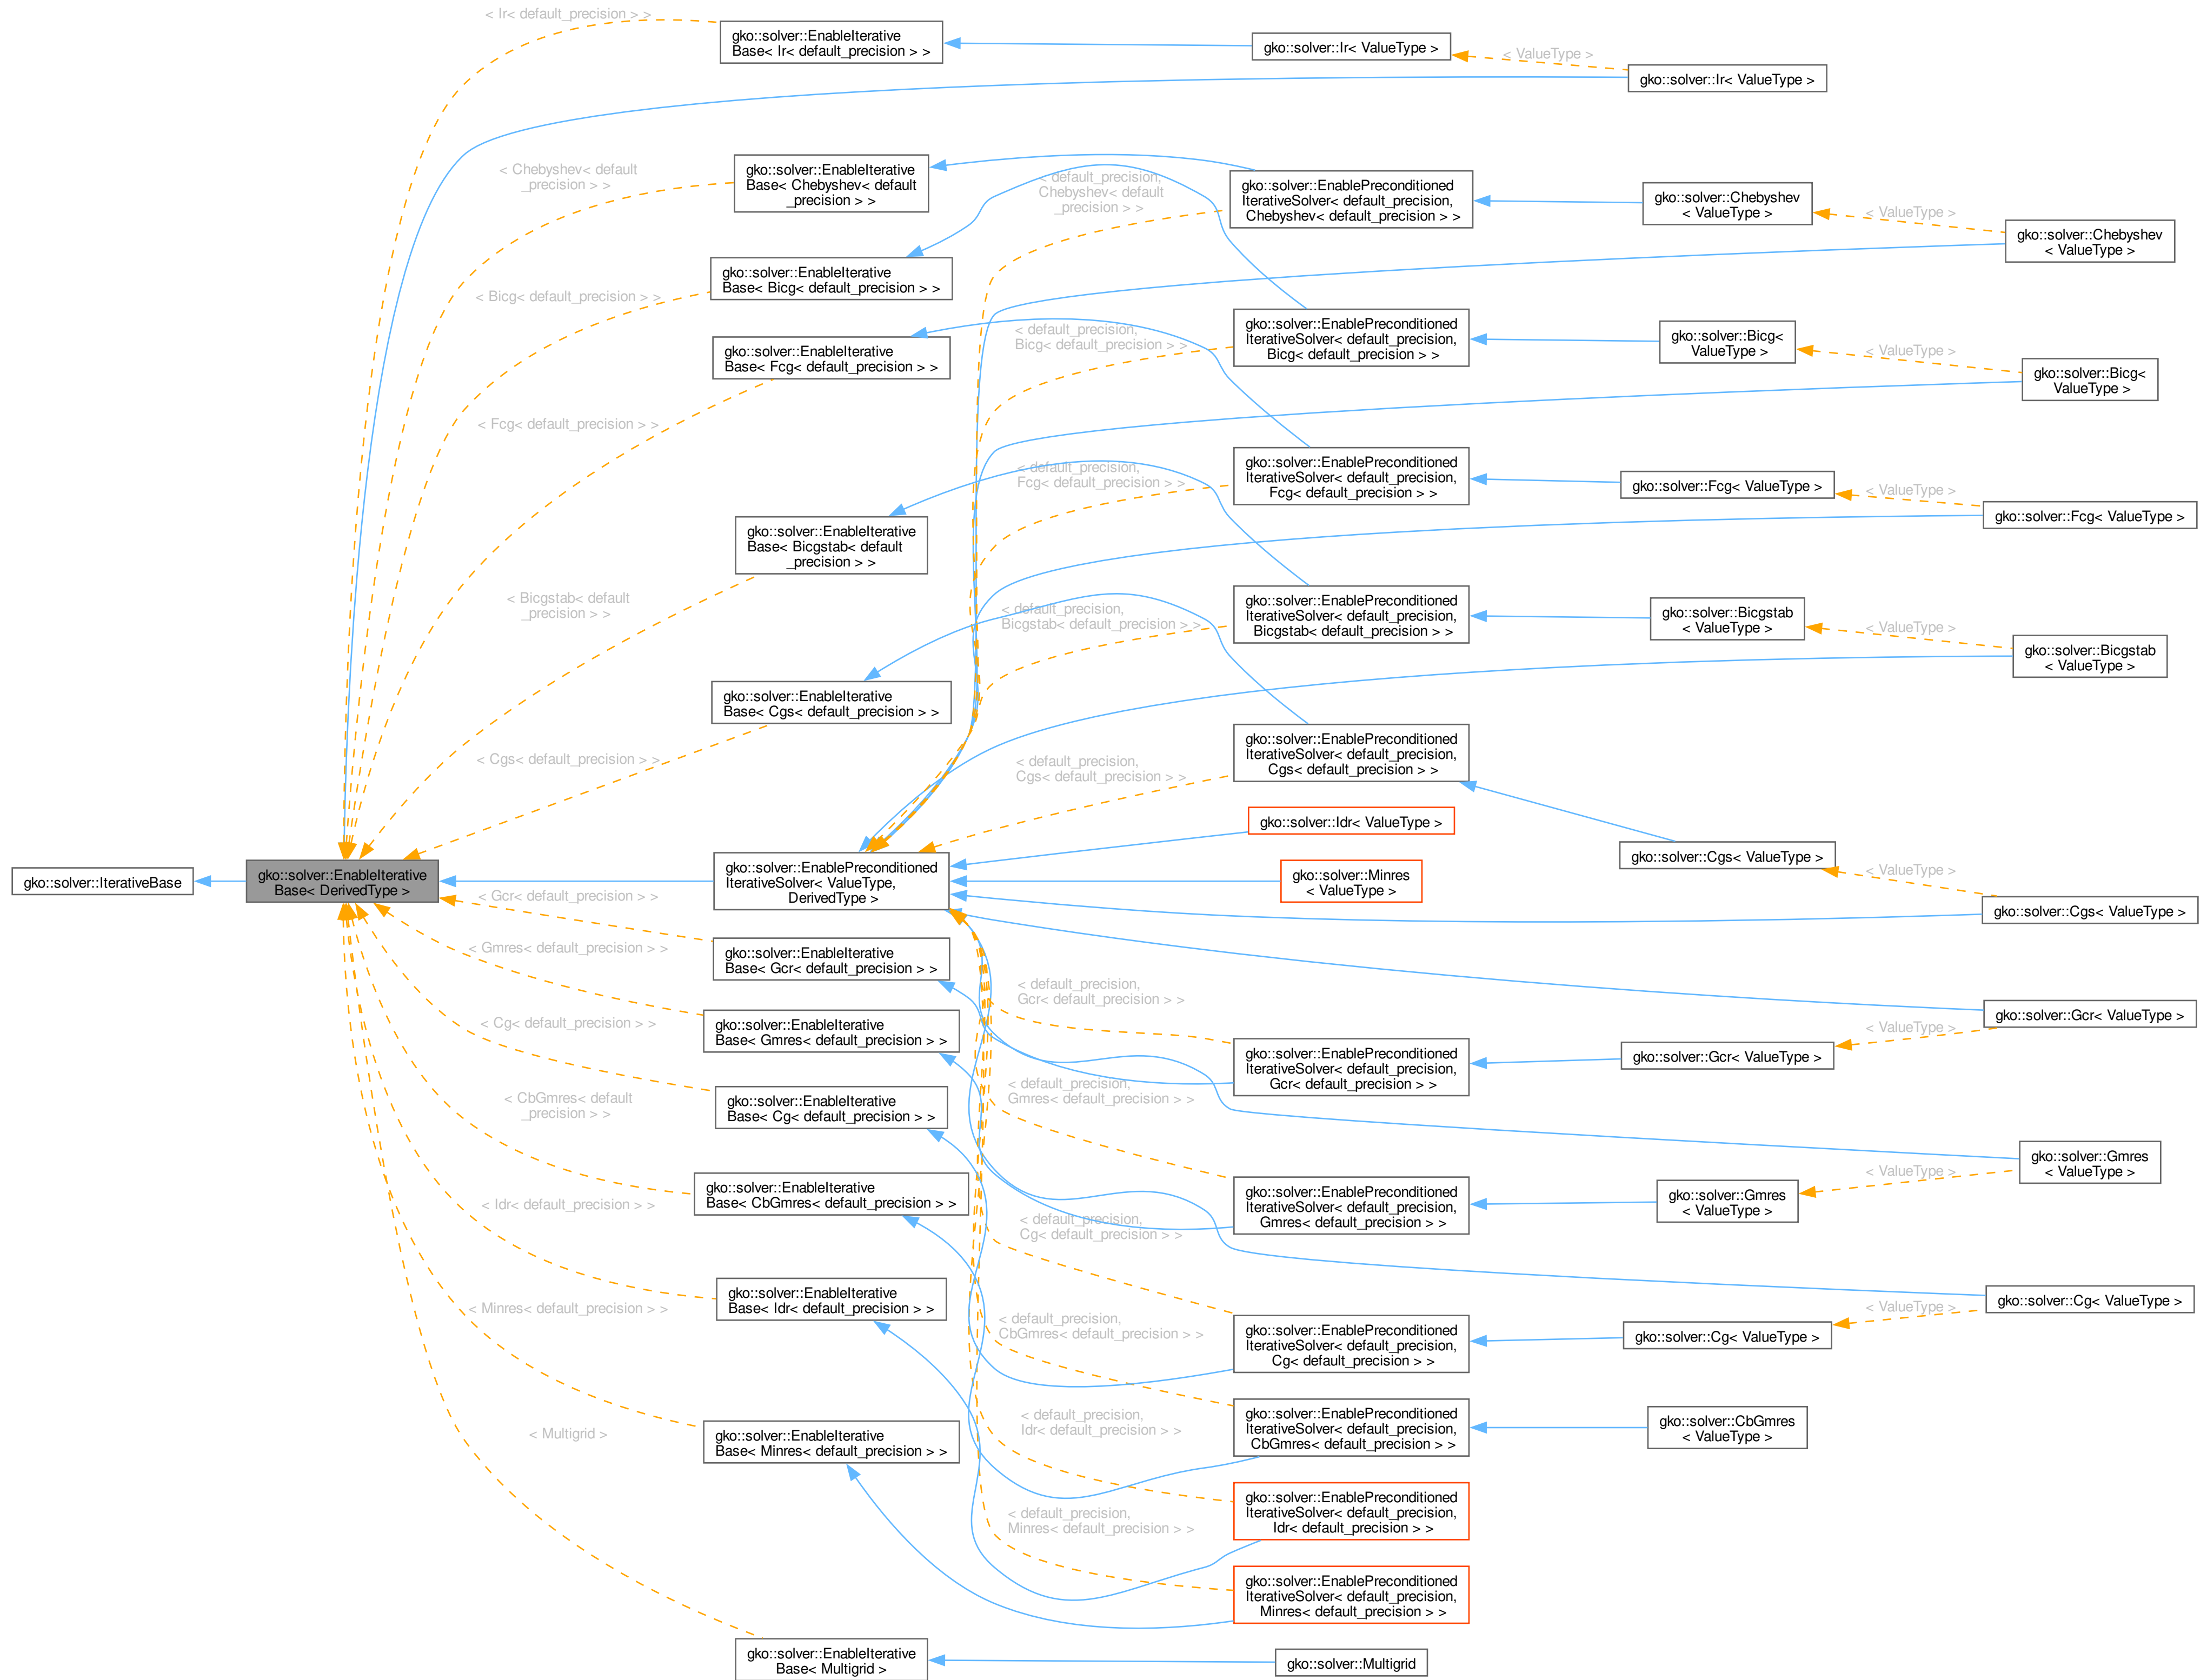 < Ir< default_precision > >
gko::solver::EnableIterative
Base< Ir< default_precision > >
gko::solver::Ir< ValueType >
< ValueType >
gko::solver::Ir< ValueType >
< Chebyshev< default
_precision > >
gko::solver::EnableIterative
Base< Chebyshev< default
_precision > >
< default_precision,
Chebyshev< default
_precision > >
gko::solver::EnablePreconditioned
IterativeSolver< default_precision,
Chebyshev< default_precision > >
gko::solver::Chebyshev
< ValueType >
< ValueType >
gko::solver::Chebyshev
< ValueType >
< Bicg< default_precision > >
gko::solver::EnableIterative
Base< Bicg< default_precision > >
< default_precision,
Bicg< default_precision > >
gko::solver::EnablePreconditioned
IterativeSolver< default_precision,
Bicg< default_precision > >
gko::solver::Bicg<
ValueType >
< ValueType >
gko::solver::Bicg<
ValueType >
< Fcg< default_precision > >
gko::solver::EnableIterative
Base< Fcg< default_precision > >
< default_precision,
Fcg< default_precision > >
gko::solver::EnablePreconditioned
IterativeSolver< default_precision,
Fcg< default_precision > >
gko::solver::Fcg< ValueType >
< ValueType >
gko::solver::Fcg< ValueType >
< Bicgstab< default
_precision > >
gko::solver::EnableIterative
Base< Bicgstab< default
_precision > >
< default_precision,
Bicgstab< default_precision > >
gko::solver::EnablePreconditioned
IterativeSolver< default_precision,
Bicgstab< default_precision > >
gko::solver::Bicgstab
< ValueType >
< ValueType >
gko::solver::Bicgstab
< ValueType >
< Cgs< default_precision > >
gko::solver::EnableIterative
Base< Cgs< default_precision > >
< default_precision,
Cgs< default_precision > >
gko::solver::EnablePreconditioned
IterativeSolver< default_precision,
Cgs< default_precision > >
gko::solver::Cgs< ValueType >
< ValueType >
gko::solver::Cgs< ValueType >
gko::solver::IterativeBase
gko::solver::EnableIterative
Base< DerivedType >
gko::solver::EnablePreconditioned
IterativeSolver< ValueType,
DerivedType >
gko::solver::Idr< ValueType >
gko::solver::Minres
< ValueType >
< Gcr< default_precision > >
gko::solver::EnableIterative
Base< Gcr< default_precision > >
< default_precision,
Gcr< default_precision > >
gko::solver::EnablePreconditioned
IterativeSolver< default_precision,
Gcr< default_precision > >
gko::solver::Gcr< ValueType >
< ValueType >
gko::solver::Gcr< ValueType >
< Gmres< default_precision > >
gko::solver::EnableIterative
Base< Gmres< default_precision > >
< default_precision,
Gmres< default_precision > >
gko::solver::EnablePreconditioned
IterativeSolver< default_precision,
Gmres< default_precision > >
gko::solver::Gmres
< ValueType >
< ValueType >
gko::solver::Gmres
< ValueType >
< Cg< default_precision > >
gko::solver::EnableIterative
Base< Cg< default_precision > >
< default_precision,
Cg< default_precision > >
gko::solver::EnablePreconditioned
IterativeSolver< default_precision,
Cg< default_precision > >
gko::solver::Cg< ValueType >
< ValueType >
gko::solver::Cg< ValueType >
< CbGmres< default
_precision > >
gko::solver::EnableIterative
Base< CbGmres< default_precision > >
< default_precision,
CbGmres< default_precision > >
gko::solver::EnablePreconditioned
IterativeSolver< default_precision,
CbGmres< default_precision > >
gko::solver::CbGmres
< ValueType >
< Idr< default_precision > >
gko::solver::EnableIterative
Base< Idr< default_precision > >
< default_precision,
Idr< default_precision > >
gko::solver::EnablePreconditioned
IterativeSolver< default_precision,
Idr< default_precision > >
< Minres< default_precision > >
gko::solver::EnableIterative
Base< Minres< default_precision > >
< default_precision,
Minres< default_precision > >
gko::solver::EnablePreconditioned
IterativeSolver< default_precision,
Minres< default_precision > >
< Multigrid >
gko::solver::EnableIterative
Base< Multigrid >
gko::solver::Multigrid